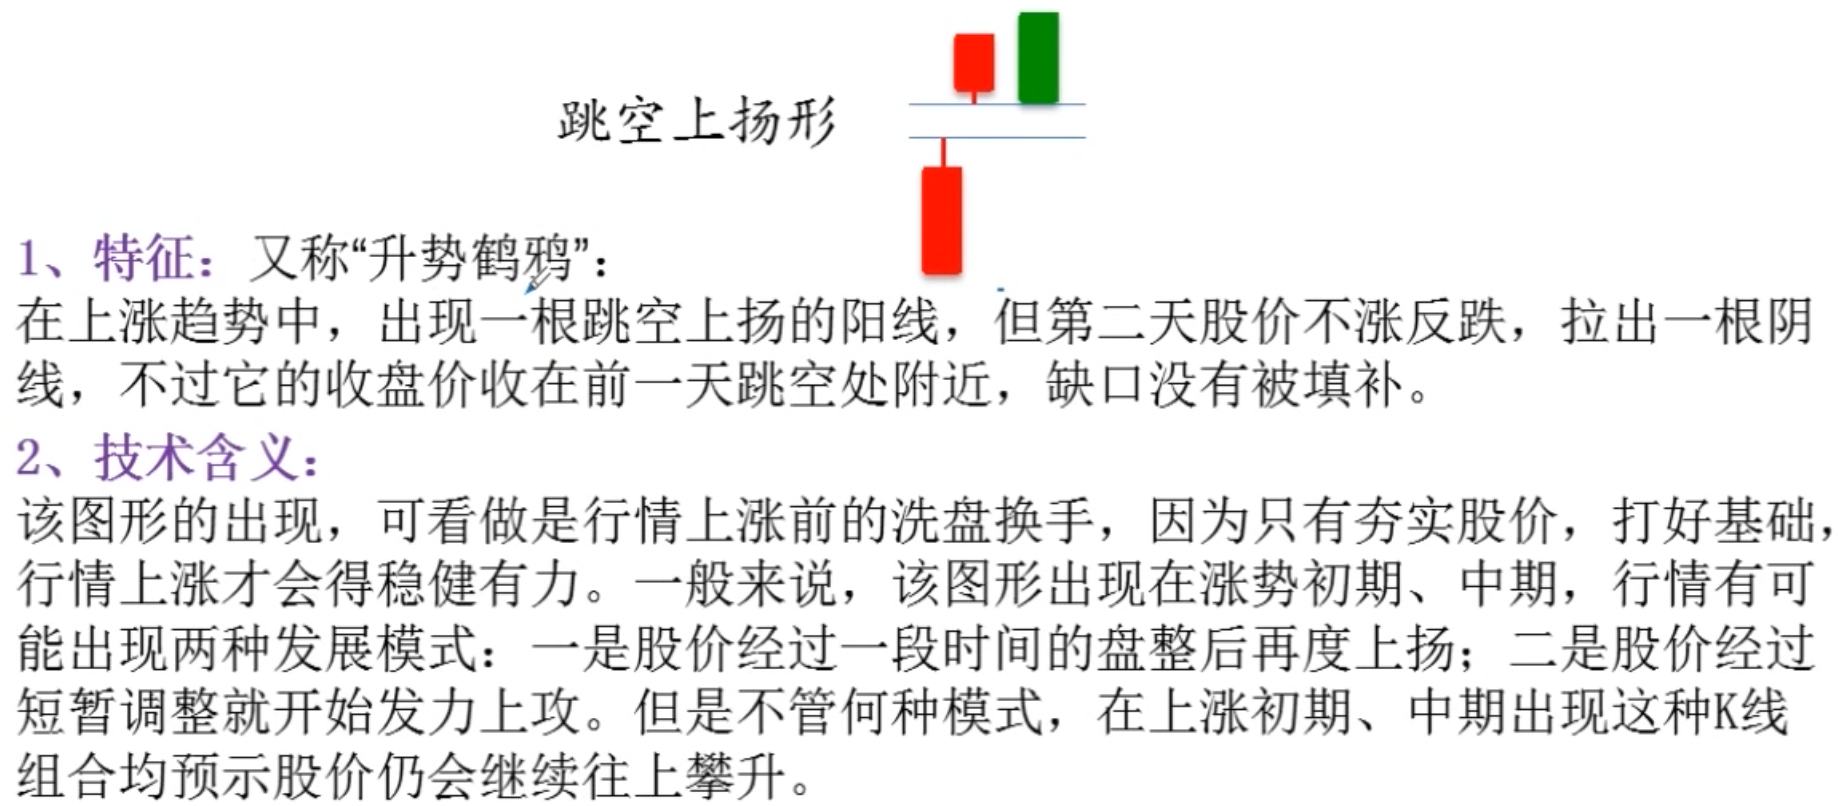 跳空上扬形
1、特征：又称“升势鹤鸦”：
在上涨趋势中，出现一根跳空上扬的阳线，但第二天股价不涨反跌，拉出一根阴
线，不过它的收盘价收在前一天跳空处附近，缺口没有被填补。
2、技术含义：
该图形的出现，可看做是行情上涨前的洗盘换手，因为只有夯实股价，打好基础，
行情上涨才会得稳健有力。一般来说，该图形出现在涨势初期、中期，行情有可
能出现两种发展模式：一是股价经过一段时间的盘整后再度上扬；二是股价经过
短暂调整就开始发力上攻。但是不管何种模式，在上涨初期、中期出现这种K线
组合均预示股价仍会继续往上攀升。